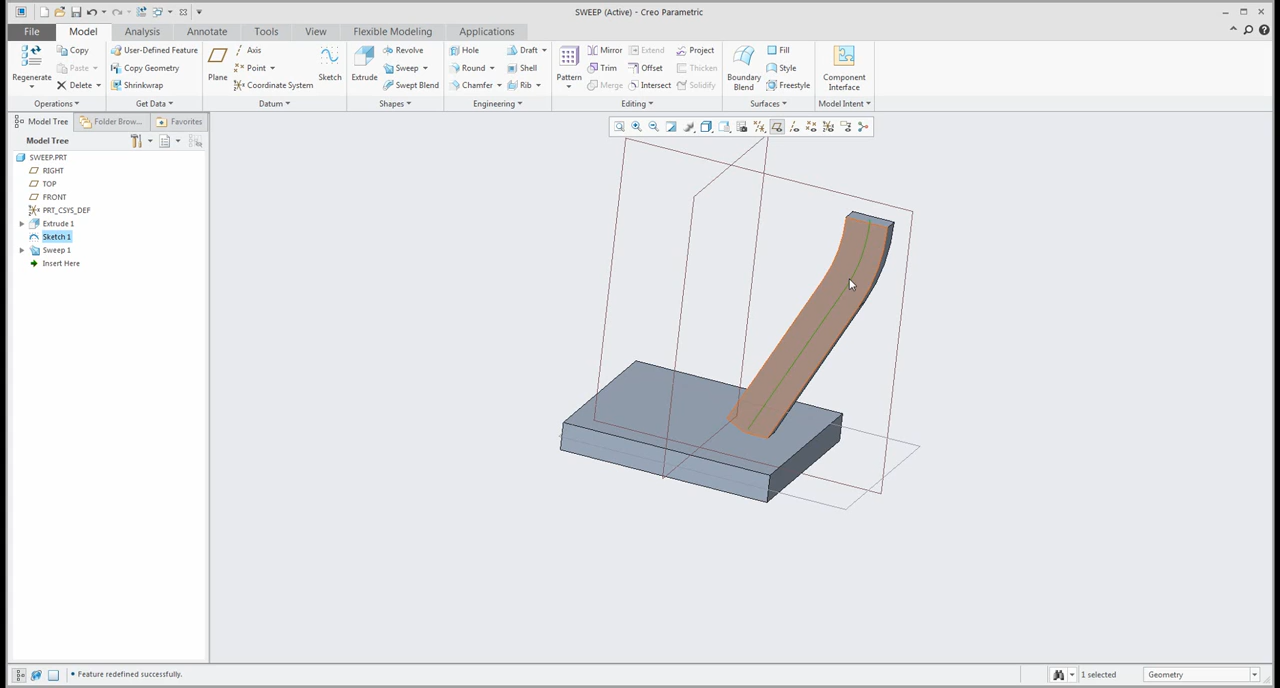 SWEEP (Active) - Creo Parametric
File Model Analysis Annotate Tools View Flexible Modeling Applications
Regenerate
Copy
Paste
Delete
Operations
User-Defined Feature
Copy Geometry
Shrinkwrap
Get Data
Plane
Axis
Point
Coordinate System
Sketch
Datum
Extrude
Revolve
Sweep
Swept Blend
Shapes
Hole
Round
Chamfer
Draft
Shell
Rib
Engineering
Pattern
Mirror
Trim
Merge
Extend
Offset
Intersect
Project
Thicken
Solidify
Editing
Boundary
Blend
Fill
Style
Freestyle
Surfaces
Component
Interface
Model Intent
Model Tree Folder Brow... Favorites
Model Tree
SWEEP.PRT
RIGHT
TOP
FRONT
PRT_CSYS_DEF
Extrude 1
Sketch 1
Sweep 1
Insert Here
Feature redefined successfully.
1 selected
Geometry